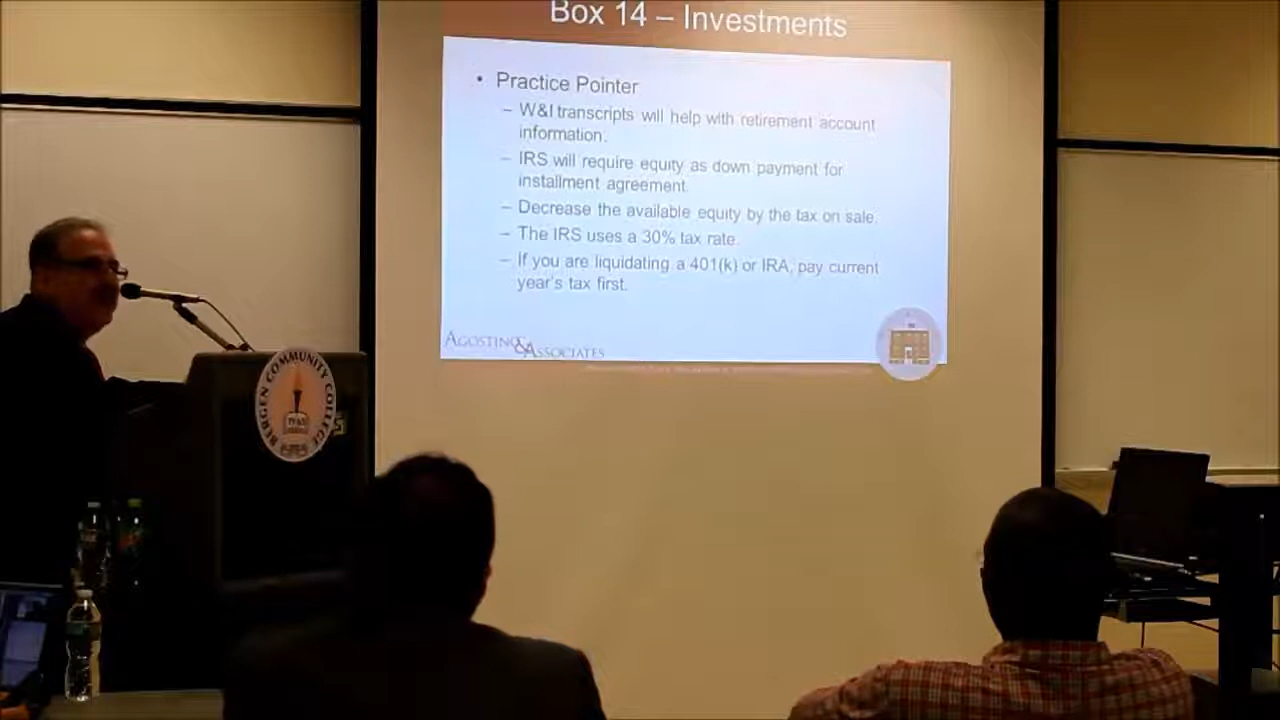 Box 14 – Investments
• Practice Pointer
– W&I transcripts will help with retirement account
information.
– IRS will require equity as down payment for
installment agreement.
– Decrease the available equity by the tax on sale.
– The IRS uses a 30% tax rate.
– If you are liquidating a 401(k) or IRA, pay current
year's tax first.
AGOSTINO & ASSOCIATES
BERGEN COMMUNITY COLLEGE